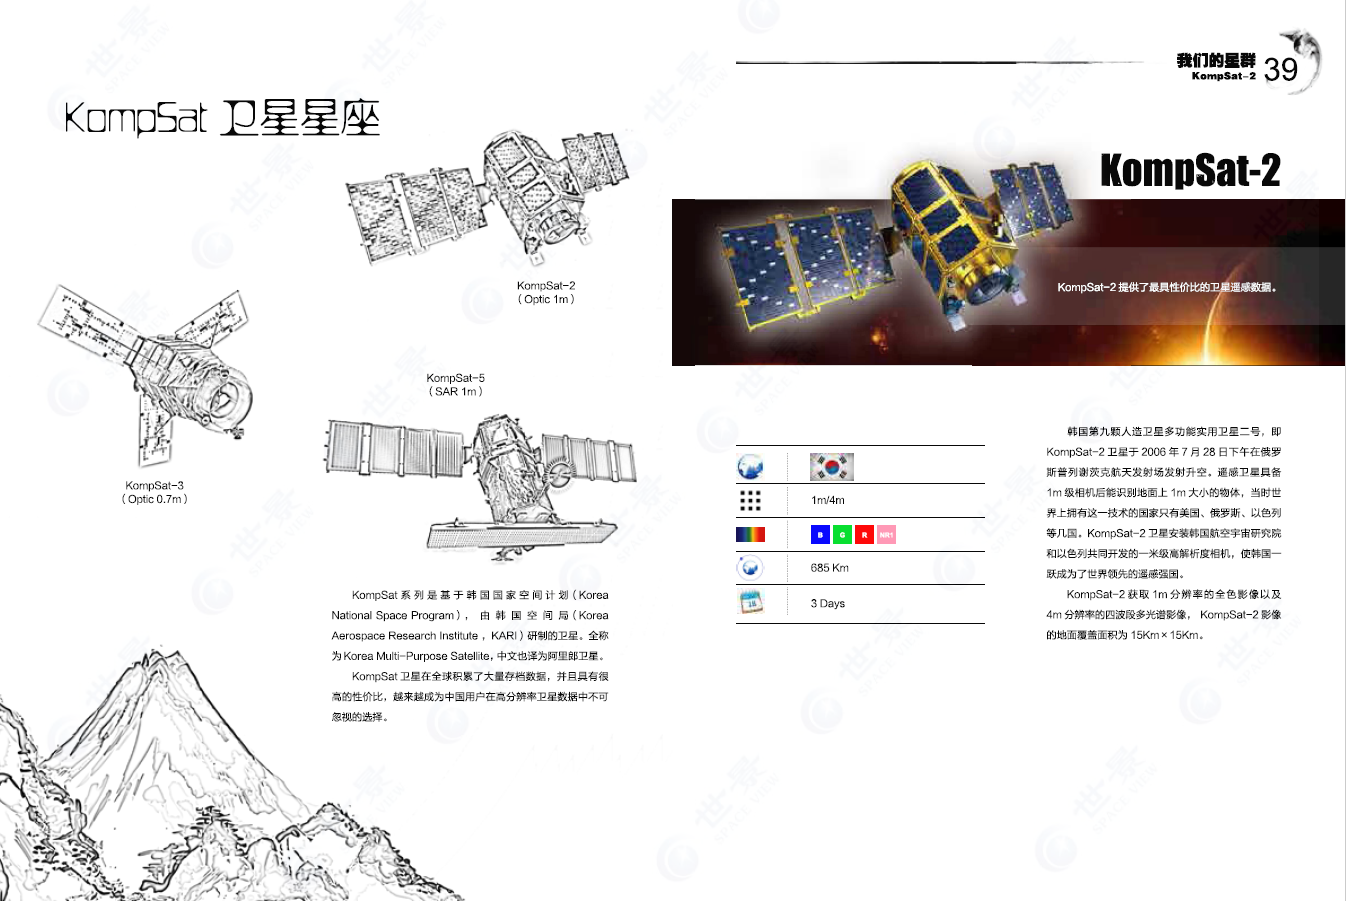 KompSat 卫星星座
KompSat-2
（Optic 1m）
KompSat-5
（SAR 1m）
KompSat-3
（Optic 0.7m）
KompSat 系列是基于韩国国家空间计划（Korea
National Space Program），由韩国空间局（Korea
Aerospace Research Institute ，KARI）研制的卫星。全称
为 Korea Multi-Purpose Satellite，中文也译为阿里郎卫星。
KompSat 卫星在全球积累了大量存档数据，并且具有很
高的性价比，越来越成为中国用户在高分辨率卫星数据中不可
忽视的选择。
我们的星群
KompSat-2
39
KompSat-2
KompSat-2 提供了最具性价比的卫星遥感数据。
1m/4m
B G R NR1
685 Km
3 Days
韩国第九颗人造卫星多功能实用卫星二号，即
KompSat-2 卫星于 2006 年 7 月 28 日下午在俄罗
斯普列谢茨克航天发射场发射升空。遥感卫星具备
1m 级相机后能识别地面上 1m 大小的物体，当时世
界上拥有这一技术的国家只有美国、俄罗斯、以色列
等几国。KompSat-2 卫星安装韩国航空宇宙研究院
和以色列共同开发的一米级高解析度相机，使韩国一
跃成为了世界领先的遥感强国。
KompSat-2 获取 1m 分辨率的全色影像以及
4m 分辨率的四波段多光谱影像， KompSat-2 影像
的地面覆盖面积为 15Km×15Km。
世景
SPACE VIEW